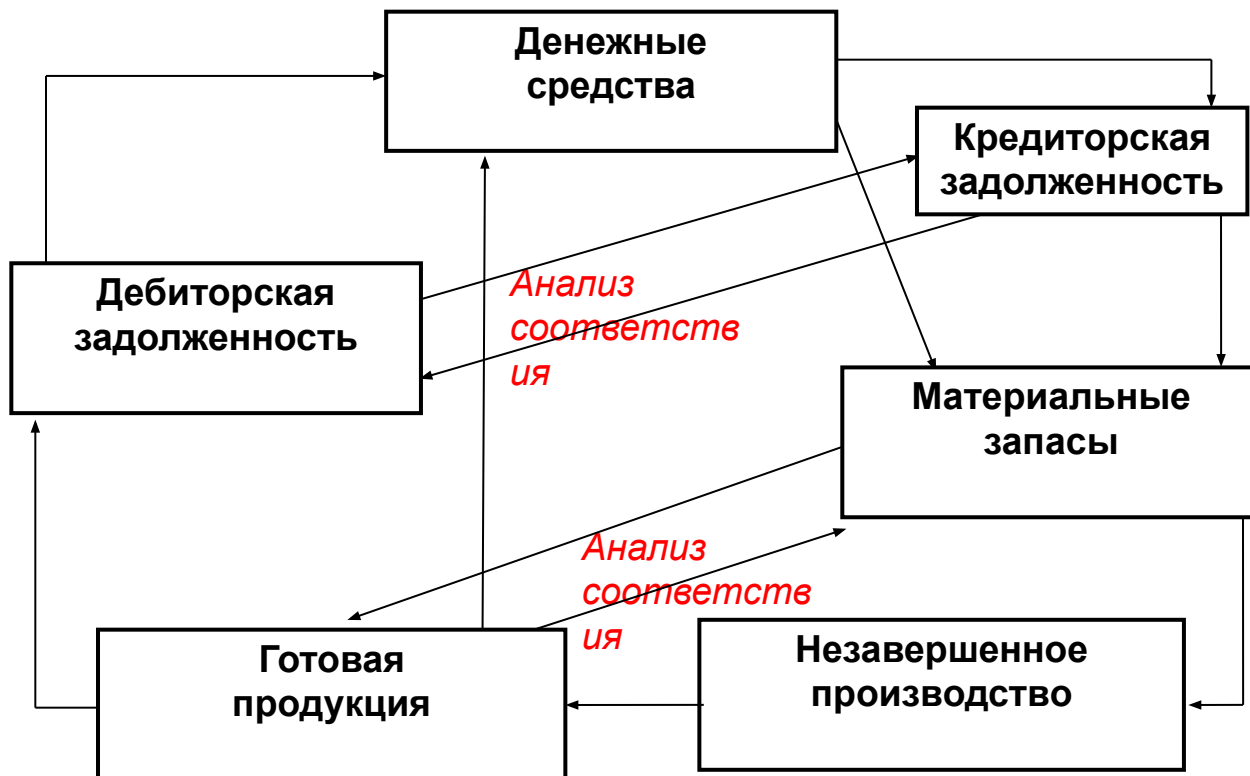 Денежные
средства
Кредиторская
задолженность
Дебиторская
задолженность
Анализ
соответств
ия
Материальные
запасы
Анализ
соответств
ия
Готовая
продукция
Незавершенное
производство